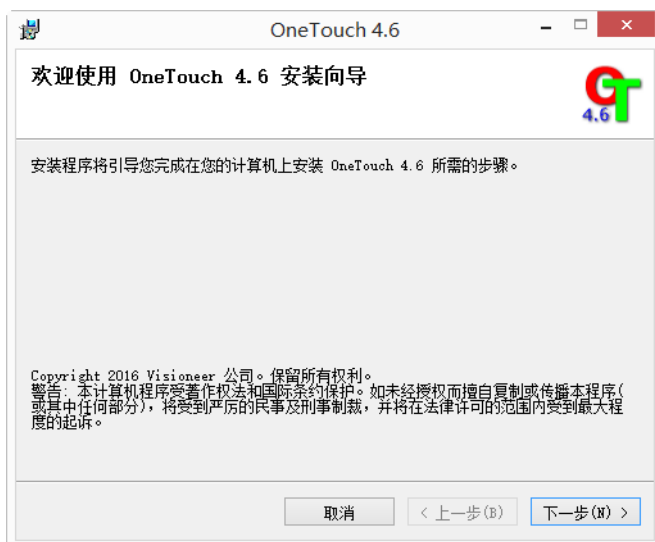 OneTouch 4.6
欢迎使用 OneTouch 4.6 安装向导
GT
4.6
安装程序将引导您完成在您的计算机上安装 OneTouch 4.6 所需的步骤。
Copyright 2016 Visioneer 公司。保留所有权利。
警告: 本计算机程序受著作权法和国际条约保护。如未经授权而擅自复制或传播本程序(
或其中任何部分)，将受到严厉的民事及刑事制裁，并将在法律许可的范围内受到最大程
度的起诉。
取消
< 上一步(B)
下一步(N) >